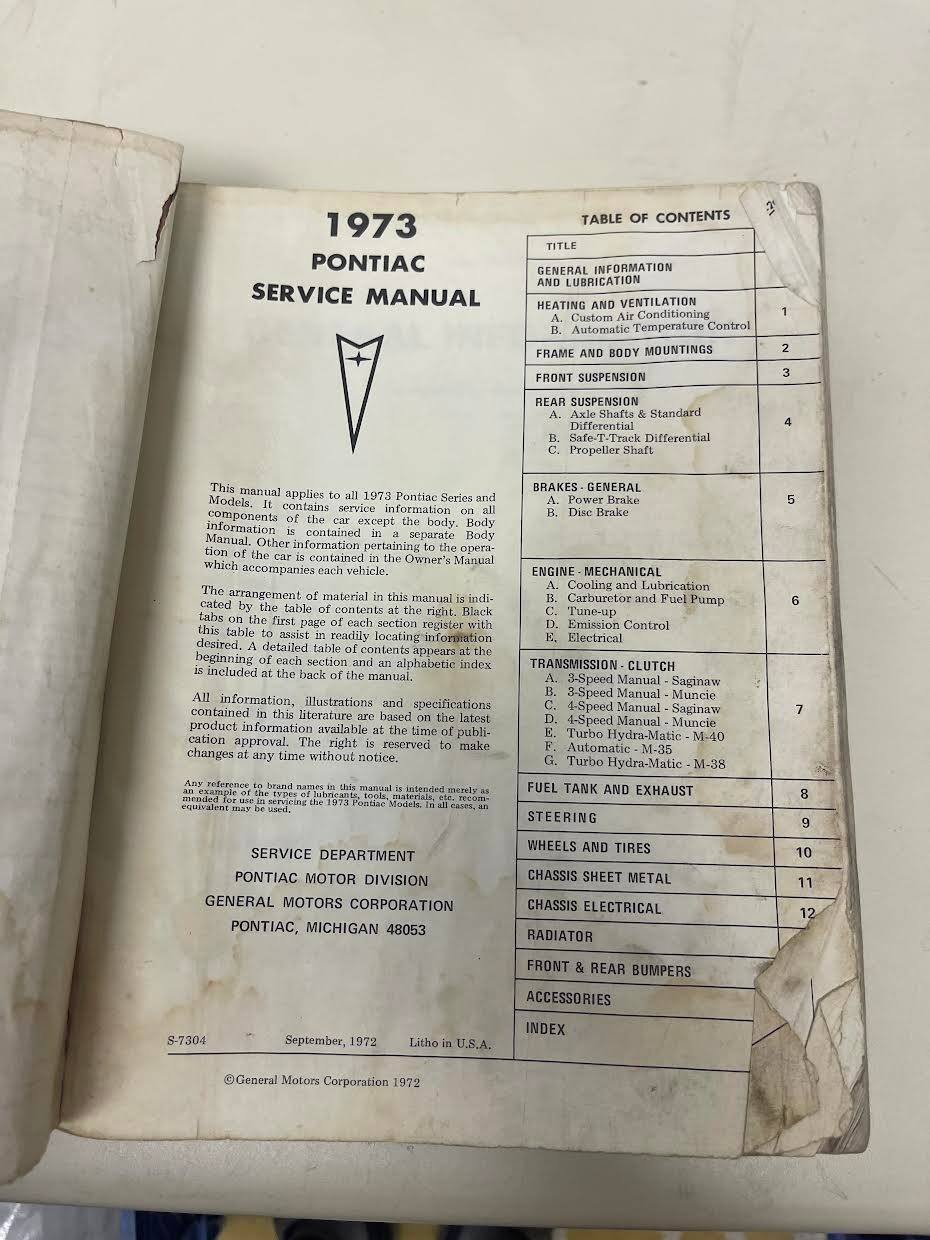 1973
PONTIAC
SERVICE MANUAL
This manual applies to all 1973 Pontiac Series and
Models. It contains service information on all
components of the car except the body. Body
information is contained in a separate Body
Manual. Other information pertaining to the opera-
tion of the car is contained in the Owner's Manual
which accompanies each vehicle.
The arrangement of material in this manual is indi-
cated by the table of contents at the right. Black
tabs on the first page of each section register with
this table to assist in readily locating information
desired. A detailed table of contents appears at the
beginning of each section and an alphabetic index
is included at the back of the manual.
All information, illustrations and specifications
contained in this literature are based on the latest
product information available at the time of publi-
cation approval. The right is reserved to make
changes at any time without notice.
Any reference to brand names in this manual is intended merely as
an example of the types of lubricants, tools, materials, etc. recom-
mended for use in servicing the 1973 Pontiac Models. In all cases, an
equivalent may be used.
SERVICE DEPARTMENT
PONTIAC MOTOR DIVISION
GENERAL MOTORS CORPORATION
PONTIAC, MICHIGAN 48053
S-7304 September, 1972 Litho in U.S.A.
©General Motors Corporation 1972
TABLE OF CONTENTS
TITLE
GENERAL INFORMATION
AND LUBRICATION
HEATING AND VENTILATION 1
A. Custom Air Conditioning
B. Automatic Temperature Control
FRAME AND BODY MOUNTINGS 2
FRONT SUSPENSION 3
REAR SUSPENSION 4
A. Axle Shafts & Standard
Differential
B. Safe-T-Track Differential
C. Propeller Shaft
BRAKES - GENERAL 5
A. Power Brake
B. Disc Brake
ENGINE - MECHANICAL 6
A. Cooling and Lubrication
B. Carburetor and Fuel Pump
C. Tune-up
D. Emission Control
E. Electrical
TRANSMISSION - CLUTCH 7
A. 3-Speed Manual - Saginaw
B. 3-Speed Manual - Muncie
C. 4-Speed Manual - Saginaw
D. 4-Speed Manual - Muncie
E. Turbo Hydra-Matic - M-40
F. Automatic - M-35
G. Turbo Hydra-Matic - M-38
FUEL TANK AND EXHAUST 8
STEERING 9
WHEELS AND TIRES 10
CHASSIS SHEET METAL 11
CHASSIS ELECTRICAL 12
RADIATOR
FRONT & REAR BUMPERS
ACCESSORIES
INDEX